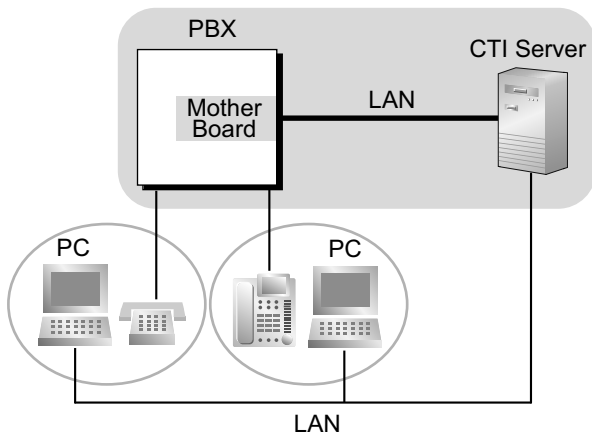 PBX
CTI Server
Mother
Board
LAN
PC
PC
LAN